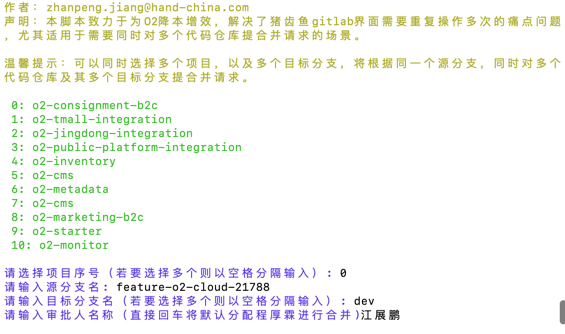 作者：zhanpeng.jiang@hand-china.com
声明：本脚本致力于为O2降本增效，解决了猪齿鱼gitlab界面需要重复操作多次的痛点问题
，尤其适用于需要同时对多个代码仓库提合并请求的场景。
温馨提示：可以同时选择多个项目，以及多个目标分支，将根据同一个源分支，同时对多个
代码仓库及其多个目标分支提合并请求。
0: o2-consignment-b2c
1: o2-tmall-integration
2: o2-jingdong-integration
3: o2-public-platform-integration
4: o2-inventory
5: o2-cms
6: o2-metadata
7: o2-cms
8: o2-marketing-b2c
9: o2-starter
10: o2-monitor
请选择项目序号（若要选择多个则以空格分隔输入）: 0
请输入源分支名: feature-o2-cloud-21788
请输入目标分支名（若要选择多个则以空格分隔输入）: dev
请输入审批人名称（直接回车将默认分配程厚霖进行合并)江展鹏